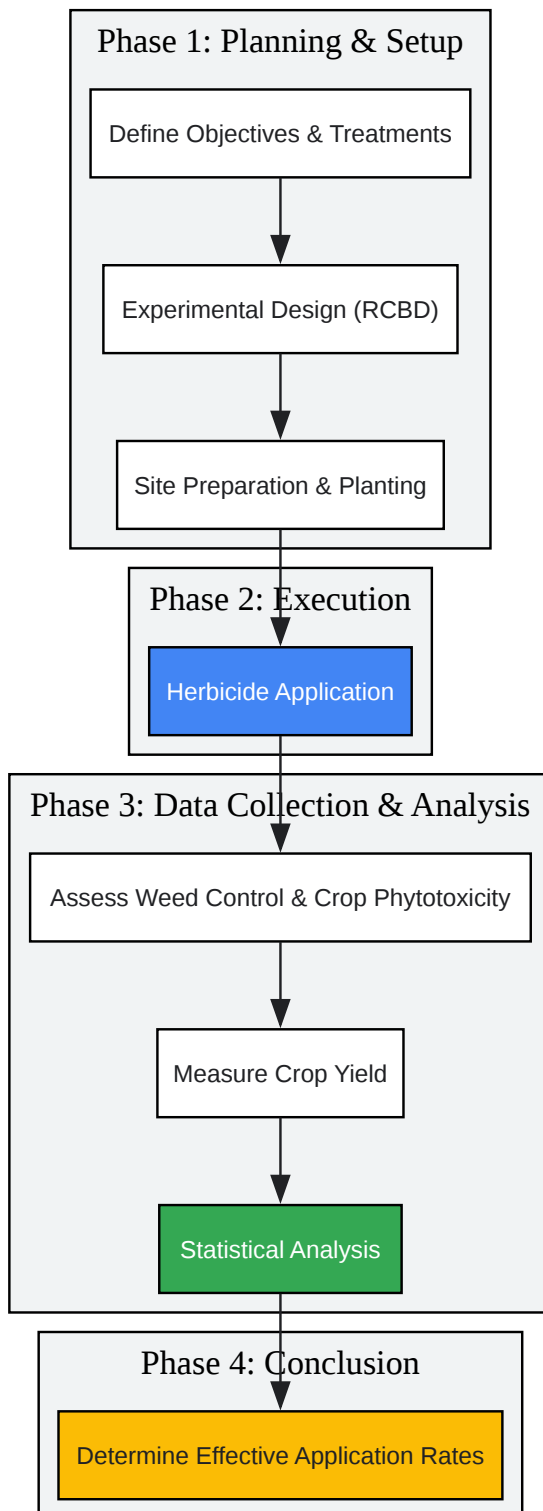 Phase 1: Planning & Setup
Define Objectives & Treatments
Experimental Design (RCBD)
Site Preparation & Planting
Phase 2: Execution
Herbicide Application
Phase 3: Data Collection & Analysis
Assess Weed Control & Crop Phytotoxicity
Measure Crop Yield
Statistical Analysis
Phase 4: Conclusion
Determine Effective Application Rates